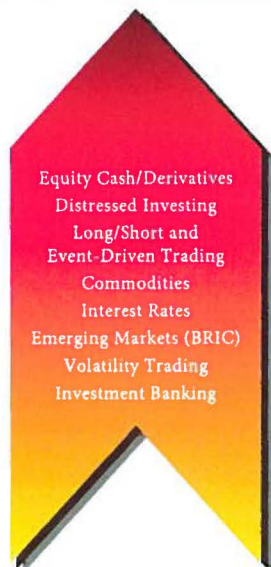 Equity Cash/Derivatives
Distressed Investing
Long/Short and
Event-Driven Trading
Commodities
Interest Rates
Emerging Markets (BRIC)
Volatility Trading
Investment Banking